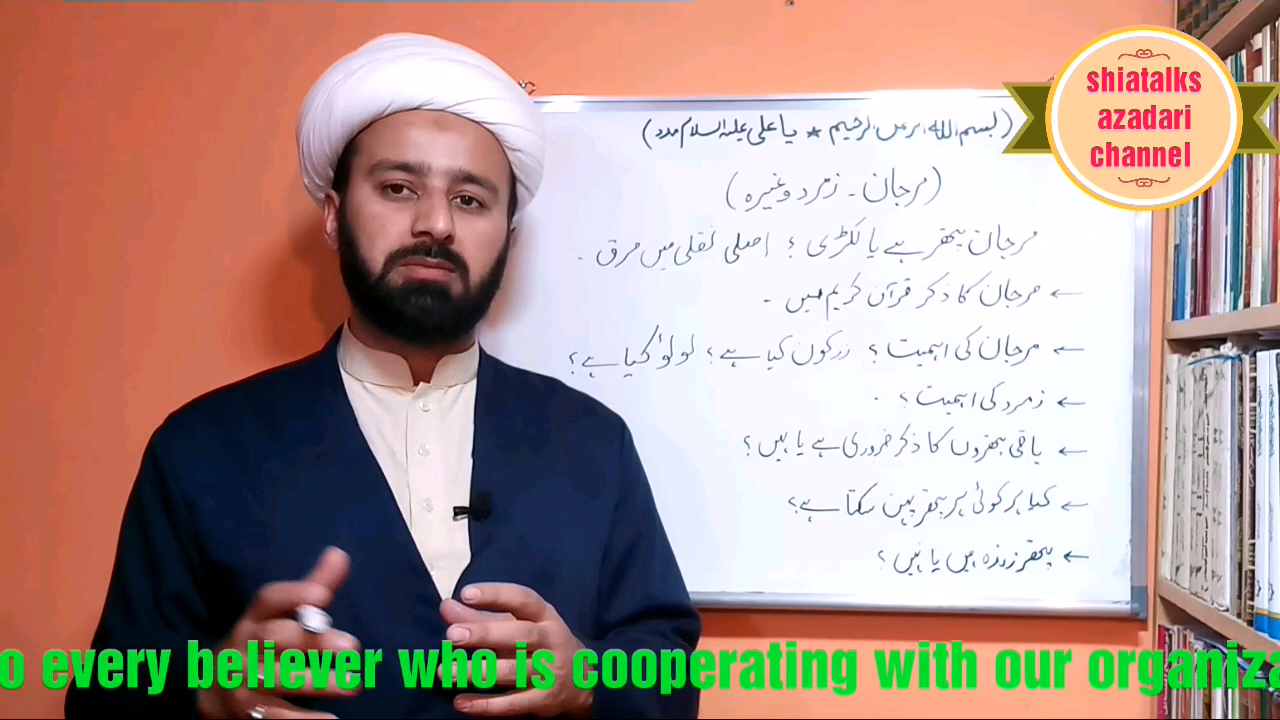 (بسم اللہ الرحمن الرحیم * یا علی علیہ السلام مدد)
(مرجان - زمرد وغیرہ)
مرجان پتھر ہے یا لکڑی ؟ اصلی نقلی میں فرق -
← مرجان کا ذکر قرآن کریم میں -
← مرجان کی اہمیت ؟ زرکون کیا ہے ؟ لولؤ کیا ہے ؟
← زمرد کی اہمیت ؟
← باقی پتھروں کا ذکر ضروری ہے یا نہیں ؟
← کیا ہر کوئی ہر پتھر پہن سکتا ہے ؟
← پتھر زندہ ہیں یا نہیں ؟
shiatalks
azadari
channel
o every believer who is cooperating with our organiza